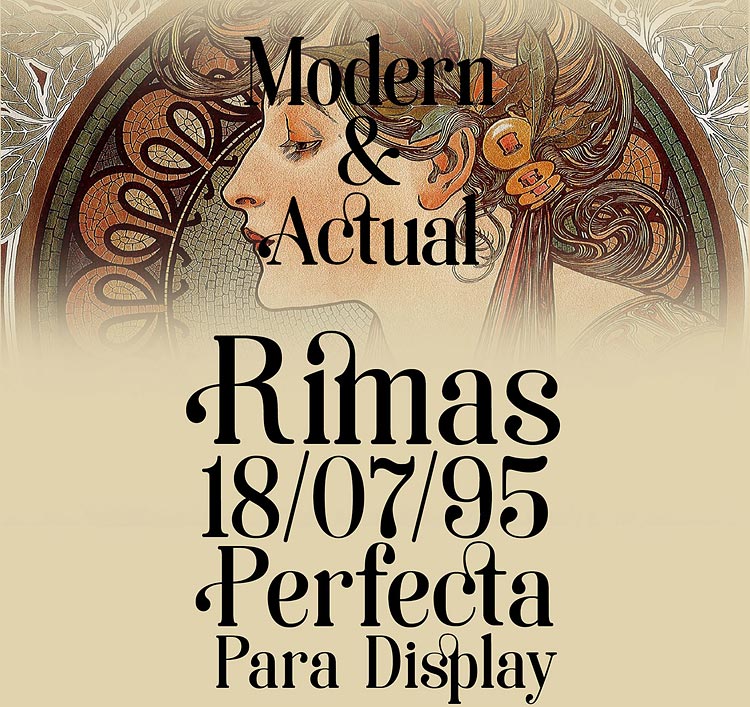 Modern
&
Actual
Rimas
18/07/95
Perfecta
Para Display